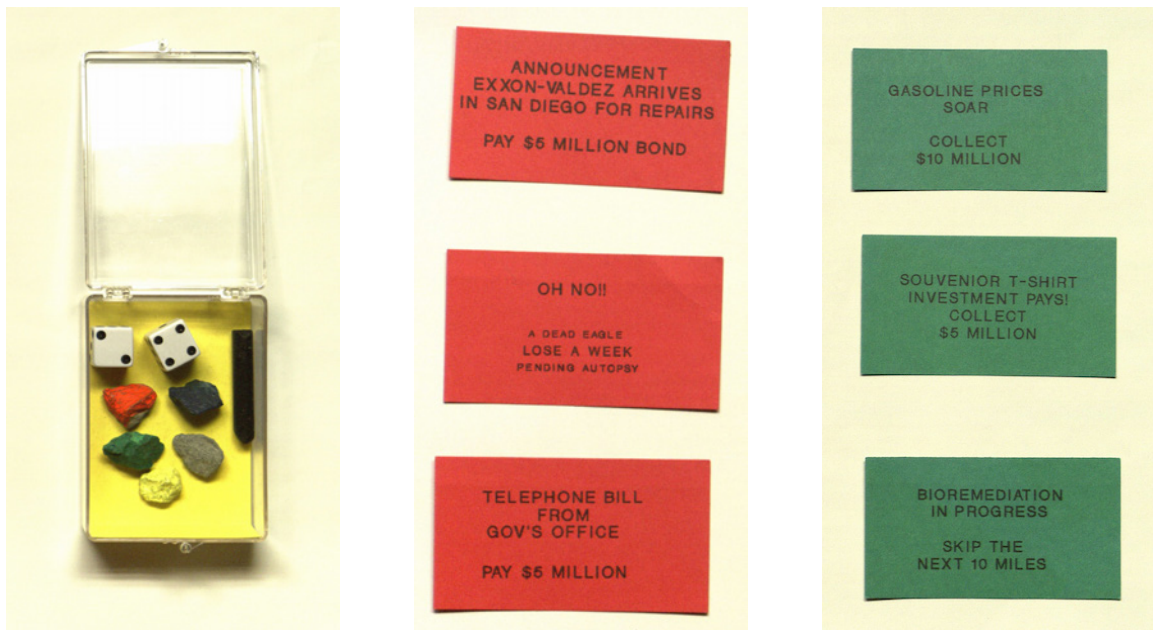 ANNOUNCEMENT
EXXON-VALDEZ ARRIVES
IN SAN DIEGO FOR REPAIRS
PAY $5 MILLION BOND
OH NO!!
A DEAD EAGLE
LOSE A WEEK
PENDING AUTOPSY
TELEPHONE BILL
FROM
GOV'S OFFICE
PAY $5 MILLION
GASOLINE PRICES
SOAR
COLLECT
$10 MILLION
SOUVENIOR T-SHIRT
INVESTMENT PAYS!
COLLECT
$5 MILLION
BIOREMEDIATION
IN PROGRESS
SKIP THE
NEXT 10 MILES